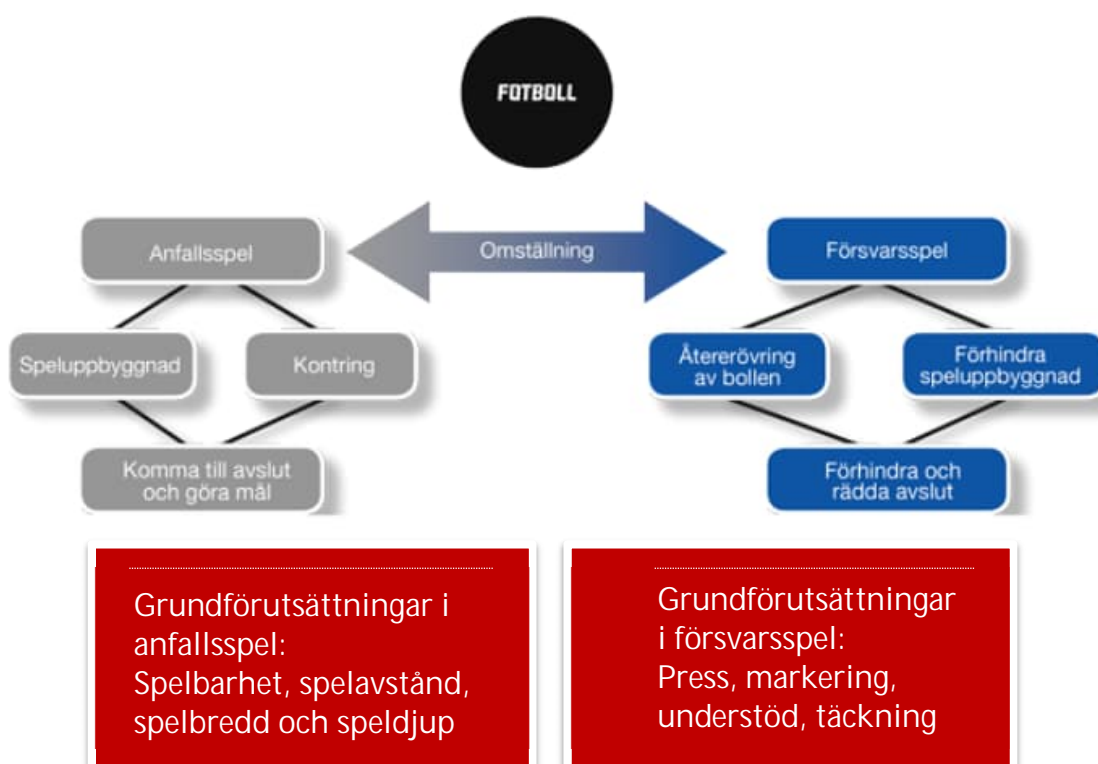 FOTBOLL
Anfallsspel
Omställning
Försvarsspel
Speluppbyggnad
Kontring
Återerövring
av bollen
Förhindra
speluppbyggnad
Komma till avslut
och göra mål
Förhindra och
rädda avslut
Grundförutsättningar i
anfallsspel:
Spelbarhet, spelavstånd,
spelbredd och speldjup
Grundförutsättningar
i försvarsspel:
Press, markering,
understöd, täckning